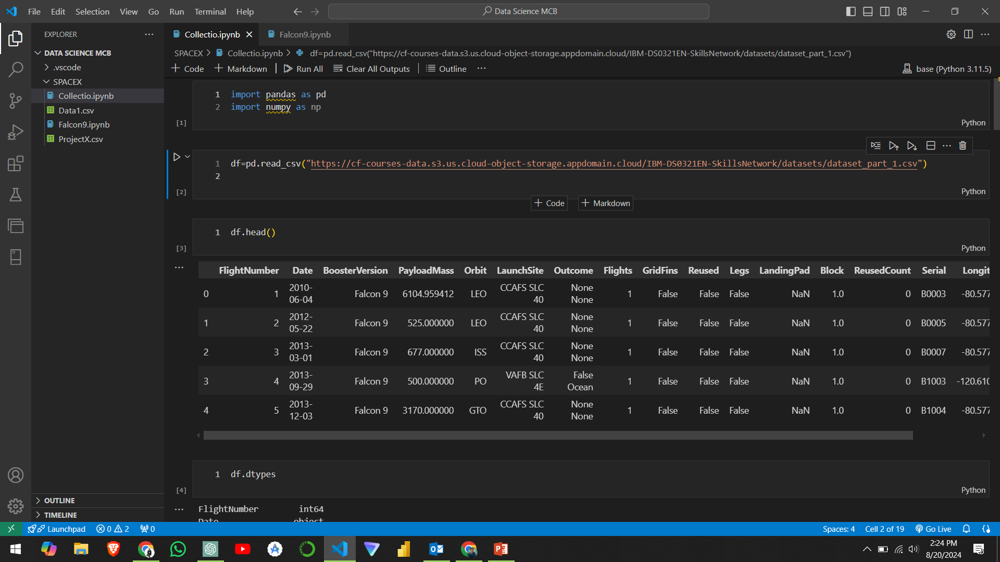 File Edit Selection View Go Run Terminal Help
Data Science MCB
EXPLORER
DATA SCIENCE MCB
.vscode
SPACEX
Collectio.ipynb
Data1.csv
Falcon9.ipynb
ProjectX.csv
OUTLINE
TIMELINE
Collectio.ipynb
Falcon9.ipynb
SPACEX > Collectio.ipynb > df=pd.read_csv("https://cf-courses-data.s3.us.cloud-object-storage.appdomain.cloud/IBM-DS0321EN-SkillsNetwork/datasets/dataset_part_1.csv")
+ Code + Markdown | Run All Clear All Outputs | Outline ...
base (Python 3.11.5)
1 import pandas as pd
2 import numpy as np
[1]
Python
1 df=pd.read_csv("https://cf-courses-data.s3.us.cloud-object-storage.appdomain.cloud/IBM-DS0321EN-SkillsNetwork/datasets/dataset_part_1.csv")
2
[2]
Python
+ Code + Markdown
1 df.head()
[3]
Python
FlightNumber Date BoosterVersion PayloadMass Orbit LaunchSite Outcome Flights GridFins Reused Legs LandingPad Block ReusedCount Serial Longit
0 1 2010-06-04 Falcon 9 6104.959412 LEO CCAFS SLC 40 None None 1 False False False NaN 1.0 0 B0003 -80.577
1 2 2012-05-22 Falcon 9 525.000000 LEO CCAFS SLC 40 None None 1 False False False NaN 1.0 0 B0005 -80.577
2 3 2013-03-01 Falcon 9 677.000000 ISS CCAFS SLC 40 None None 1 False False False NaN 1.0 0 B0007 -80.577
3 4 2013-09-29 Falcon 9 500.000000 PO VAFB SLC 4E False Ocean 1 False False False NaN 1.0 0 B1003 -120.610
4 5 2013-12-03 Falcon 9 3170.000000 GTO CCAFS SLC 40 None None 1 False False False NaN 1.0 0 B1004 -80.577
1 df.dtypes
[4]
Python
FlightNumber int64
Date object
Launchpad 0 2 0
Spaces: 4 Cell 2 of 19 Go Live
2:24 PM
8/20/2024